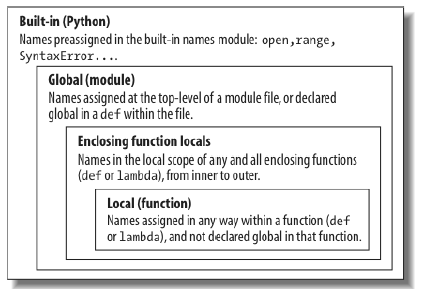 Built-in (Python)
Names preassigned in the built-in names module: open,range,
SyntaxError....
Global (module)
Names assigned at the top-level of a module file, or declared
global in a def within the file.
Enclosing function locals
Names in the local scope of any and all enclosing functions
(def or lambda), from inner to outer.
Local (function)
Names assigned in any way within a function (def
or lambda), and not declared global in that function.